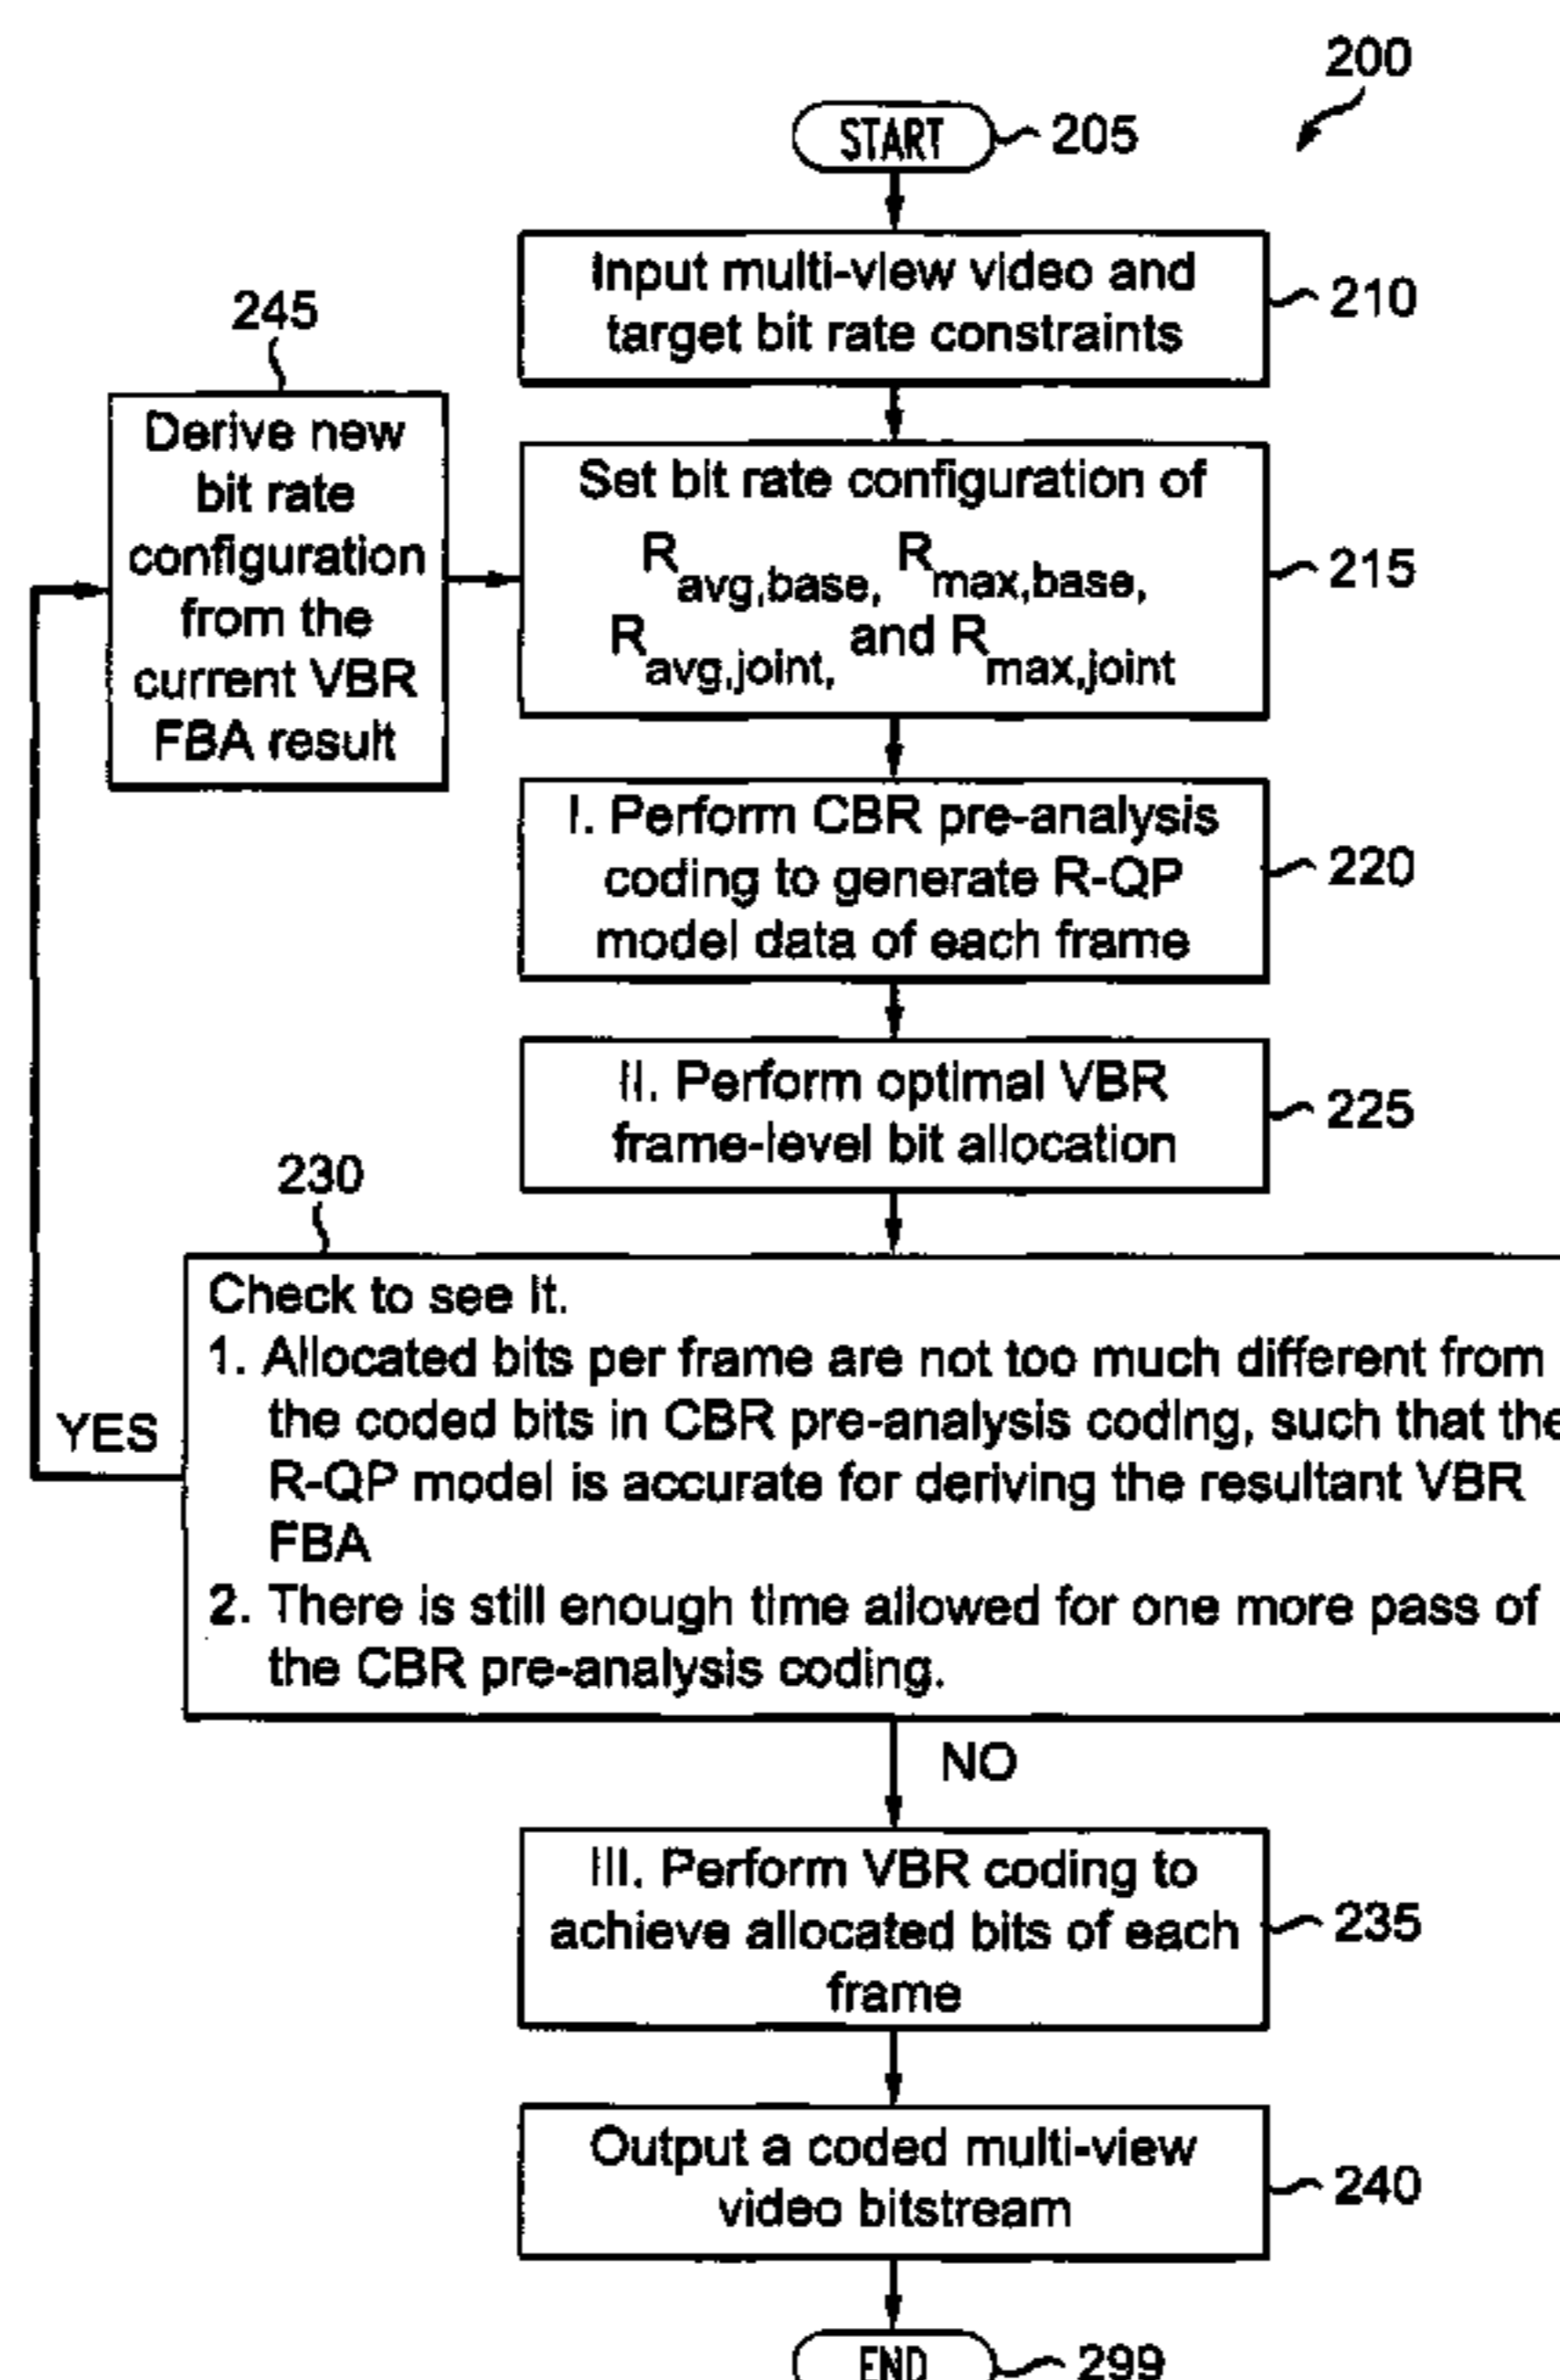 200
START
205
Input multi-view video and
target bit rate constraints
210
245
Derive new
bit rate
configuration
from the
current VBR
FBA result
Set bit rate configuration of
Ravg,base, Rmax,base,
Ravg,joint, and Rmax,joint
215
I. Perform CBR pre-analysis
coding to generate R-QP
model data of each frame
220
II. Perform optimal VBR
frame-level bit allocation
225
230
Check to see it.
1. Allocated bits per frame are not too much different from
the coded bits in CBR pre-analysis coding, such that the
R-QP model is accurate for deriving the resultant VBR
FBA
2. There is still enough time allowed for one more pass of
the CBR pre-analysis coding.
YES
NO
III. Perform VBR coding to
achieve allocated bits of each
frame
235
Output a coded multi-view
video bitstream
240
END
299